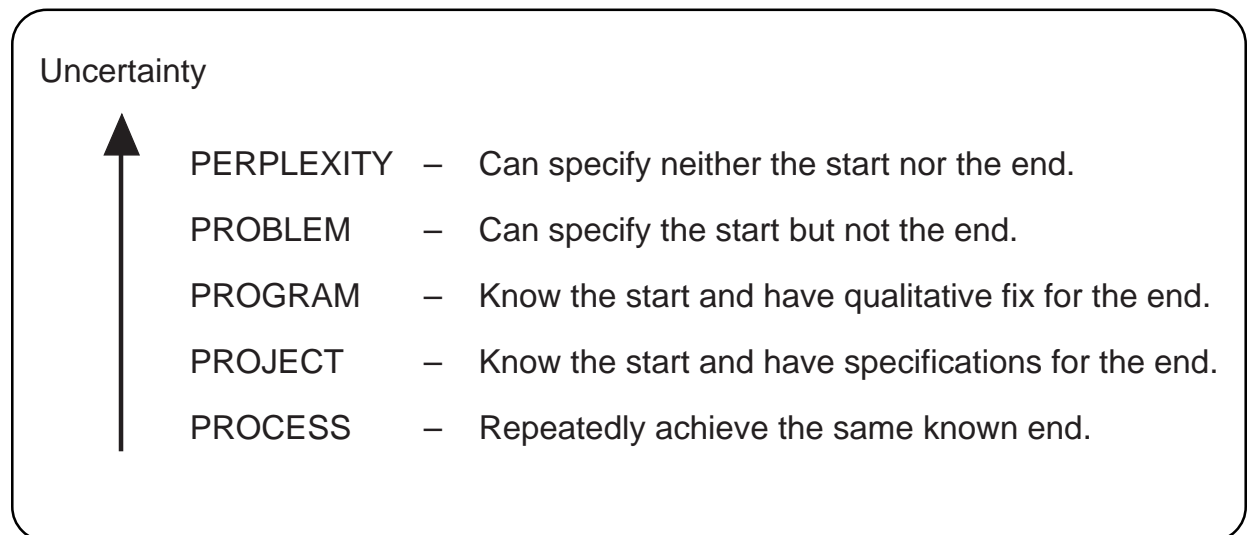 Uncertainty
PERPLEXITY – Can specify neither the start nor the end.
PROBLEM – Can specify the start but not the end.
PROGRAM – Know the start and have qualitative fix for the end.
PROJECT – Know the start and have specifications for the end.
PROCESS – Repeatedly achieve the same known end.